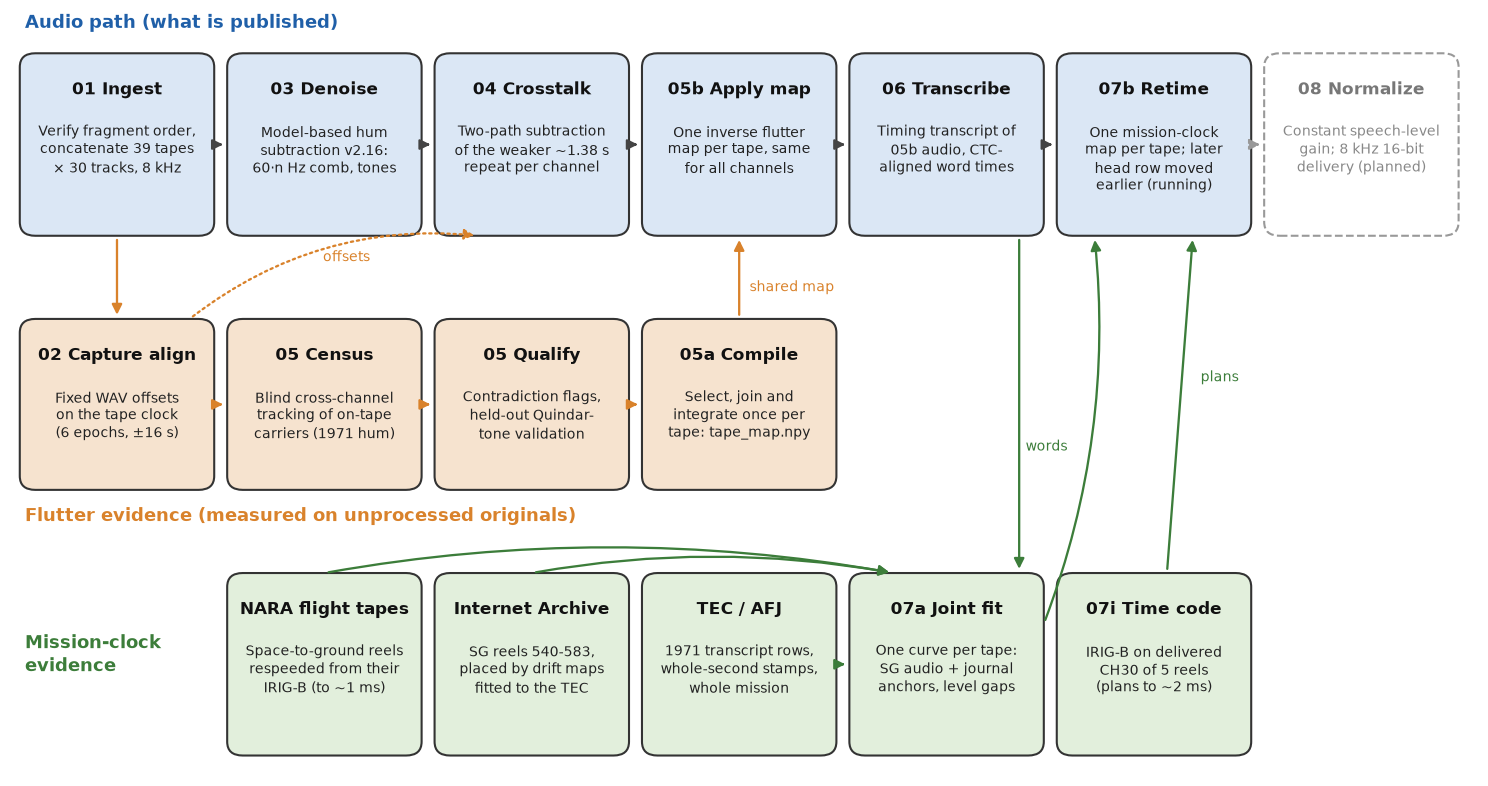 Audio path (what is published)
01 Ingest
Verify fragment order,
concatenate 39 tapes
× 30 tracks, 8 kHz
03 Denoise
Model-based hum
subtraction v2.16:
60·n Hz comb, tones
04 Crosstalk
Two-path subtraction
of the weaker ~1.38 s
repeat per channel
05b Apply map
One inverse flutter
map per tape, same
for all channels
06 Transcribe
Timing transcript of
05b audio, CTC-
aligned word times
07b Retime
One mission-clock
map per tape; later
head row moved
earlier (running)
08 Normalize
Constant speech-level
gain; 8 kHz 16-bit
delivery (planned)
offsets
shared map
02 Capture align
Fixed WAV offsets
on the tape clock
(6 epochs, ±16 s)
05 Census
Blind cross-channel
tracking of on-tape
carriers (1971 hum)
05 Qualify
Contradiction flags,
held-out Quindar-
tone validation
05a Compile
Select, join and
integrate once per
tape: tape_map.npy
plans
words
Flutter evidence (measured on unprocessed originals)
Mission-clock
evidence
NARA flight tapes
Space-to-ground reels
respeeded from their
IRIG-B (to ~1 ms)
Internet Archive
SG reels 540-583,
placed by drift maps
fitted to the TEC
TEC / AFJ
1971 transcript rows,
whole-second stamps,
whole mission
07a Joint fit
One curve per tape:
SG audio + journal
anchors, level gaps
07i Time code
IRIG-B on delivered
CH30 of 5 reels
(plans to ~2 ms)